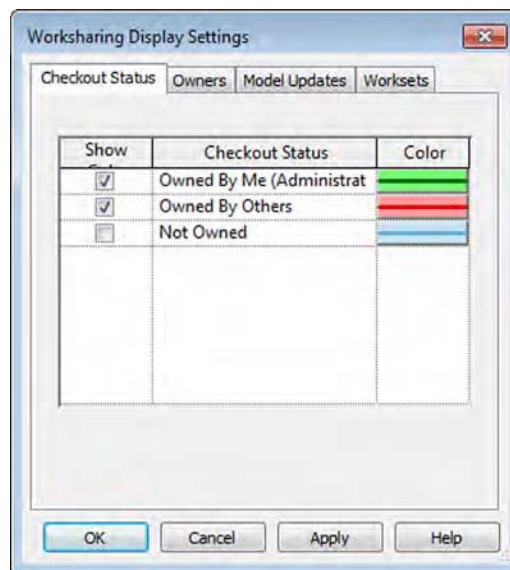 Worksharing Display Settings
Checkout Status Owners Model Updates Worksets
Show Checkout Status Color
Owned By Me (Administrat
Owned By Others
Not Owned
OK Cancel Apply Help